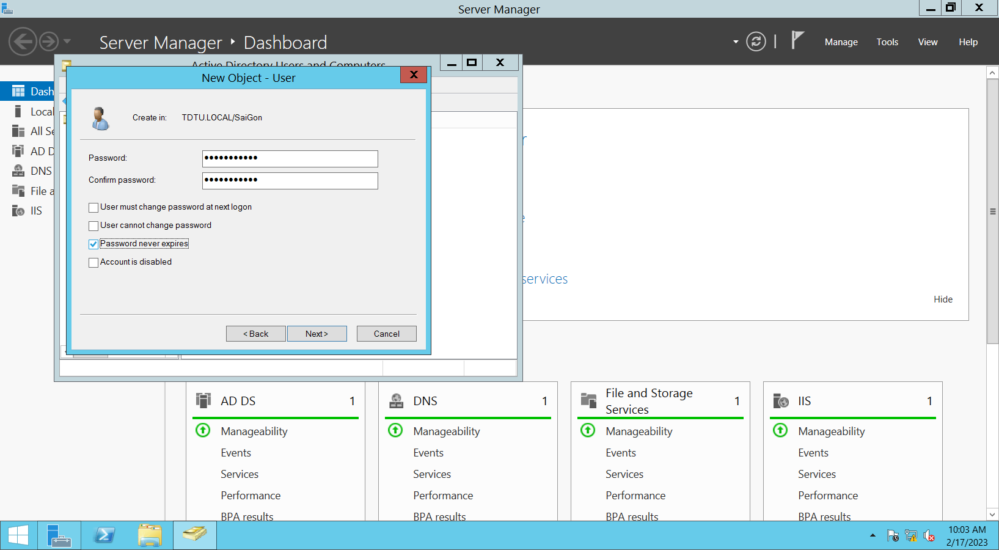 Server Manager
Server Manager ‣ Dashboard
Manage
Tools
View
Help
Active Directory Users and Computers
New Object - User
Create in:
TDTU.LOCAL/SaiGon
Password:
•••••••••••
Confirm password:
•••••••••••
User must change password at next logon
User cannot change password
Password never expires
Account is disabled
< Back
Next >
Cancel
Dash
Local
All Se
AD D
DNS
File a
IIS
services
Hide
AD DS
1
Manageability
Events
Services
Performance
BPA results
DNS
1
Manageability
Events
Services
Performance
BPA results
File and Storage
Services
1
Manageability
Events
Services
Performance
BPA results
IIS
1
Manageability
Events
Services
Performance
BPA results
10:03 AM
2/17/2023